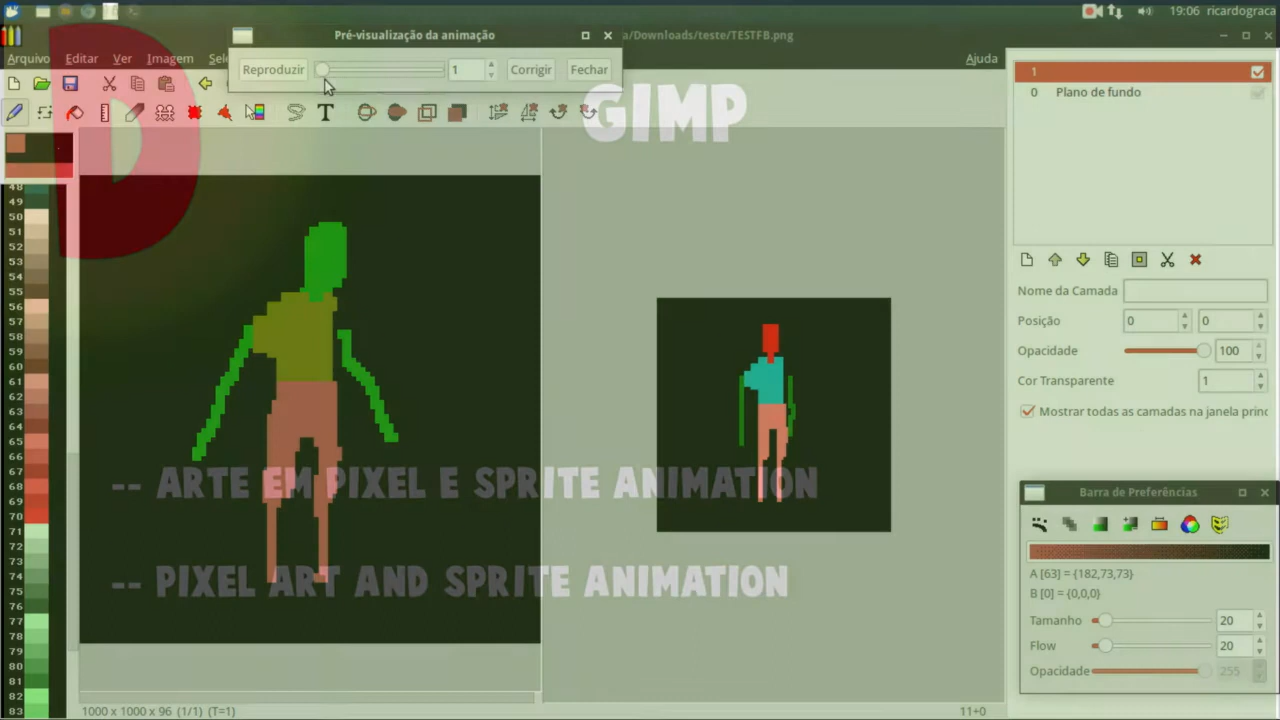 19:06 ricardograca
Pré-visualização da animação
a/Downloads/teste/TESTFB.png
Arquivo Editar Ver Imagem Sel
Ajuda
Reproduzir 1 Corrigir Fechar
GIMP
D
T
1
0 Plano de fundo
48
49
50
51
52
53
54
55
56
57
58
59
60
61
62
63
64
65
66
67
68
69
70
71
72
73
74
75
76
77
78
79
80
81
82
83
Nome da Camada
Posição 0 0
Opacidade 100
Cor Transparente 1
Mostrar todas as camadas na janela princ
-- ARTE EM PIXEL E SPRITE ANIMATION
-- PIXEL ART AND SPRITE ANIMATION
Barra de Preferências
A [63] = {182,73,73}
B [0] = {0,0,0}
Tamanho 20
Flow 20
Opacidade 255
1000 x 1000 x 96 (1/1) (T=1)
11+0